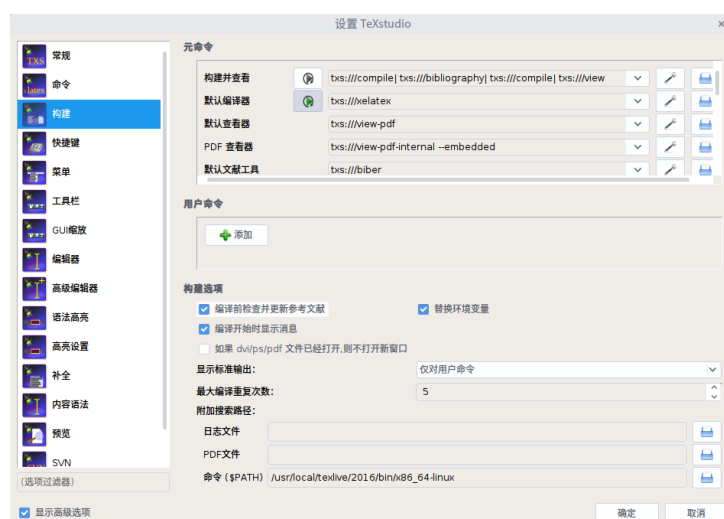 设置 TeXstudio
常规
命令
构建
快捷键
菜单
工具栏
GUI缩放
编辑器
高级编辑器
语法高亮
高亮设置
补全
内容语法
预览
SVN
(选项过滤器)
显示高级选项
元命令
构建并查看 txs:///compile| txs:///bibliography| txs:///compile| txs:///view
默认编译器 txs:///xelatex
默认查看器 txs:///view-pdf
PDF 查看器 txs:///view-pdf-internal --embedded
默认文献工具 txs:///biber
用户命令
添加
构建选项
编译前检查并更新参考文献 替换环境变量
编译开始时显示消息
如果 dvi/ps/pdf 文件已经打开,则不打开新窗口
显示标准输出: 仅对用户命令
最大编译重复次数: 5
附加搜索路径:
日志文件
PDF文件
命令 ($PATH) /usr/local/texlive/2016/bin/x86_64-linux
确定 取消